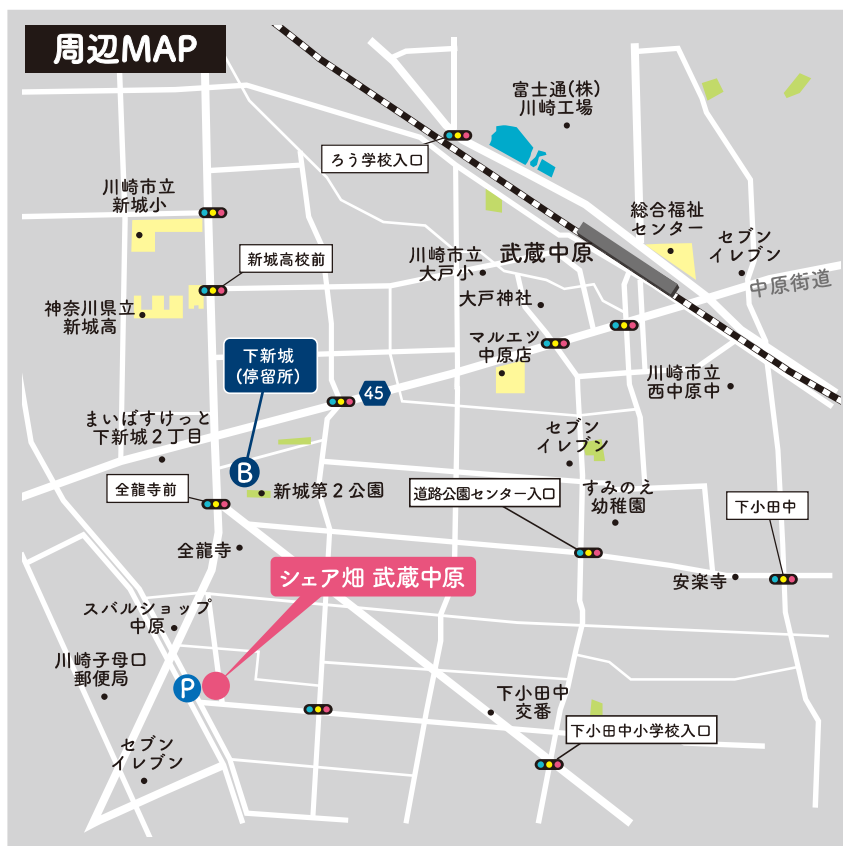 周辺MAP
富士通(株)
川崎工場
ろう学校入口
川崎市立
新城小
総合福祉
センター
セブン
イレブン
新城高校前
川崎市立
大戸小
武蔵中原
中原街道
大戸神社
神奈川県立
新城高
マルエツ
中原店
下新城
(停留所)
45
川崎市立
西中原中
まいばすけっと
下新城2丁目
セブン
イレブン
B
全龍寺前
新城第2公園
道路公園センター入口
すみのえ
幼稚園
下小田中
全龍寺
シェア畑 武蔵中原
安楽寺
スバルショップ
中原
川崎子母口
郵便局
P
下小田中
交番
下小田中小学校入口
セブン
イレブン